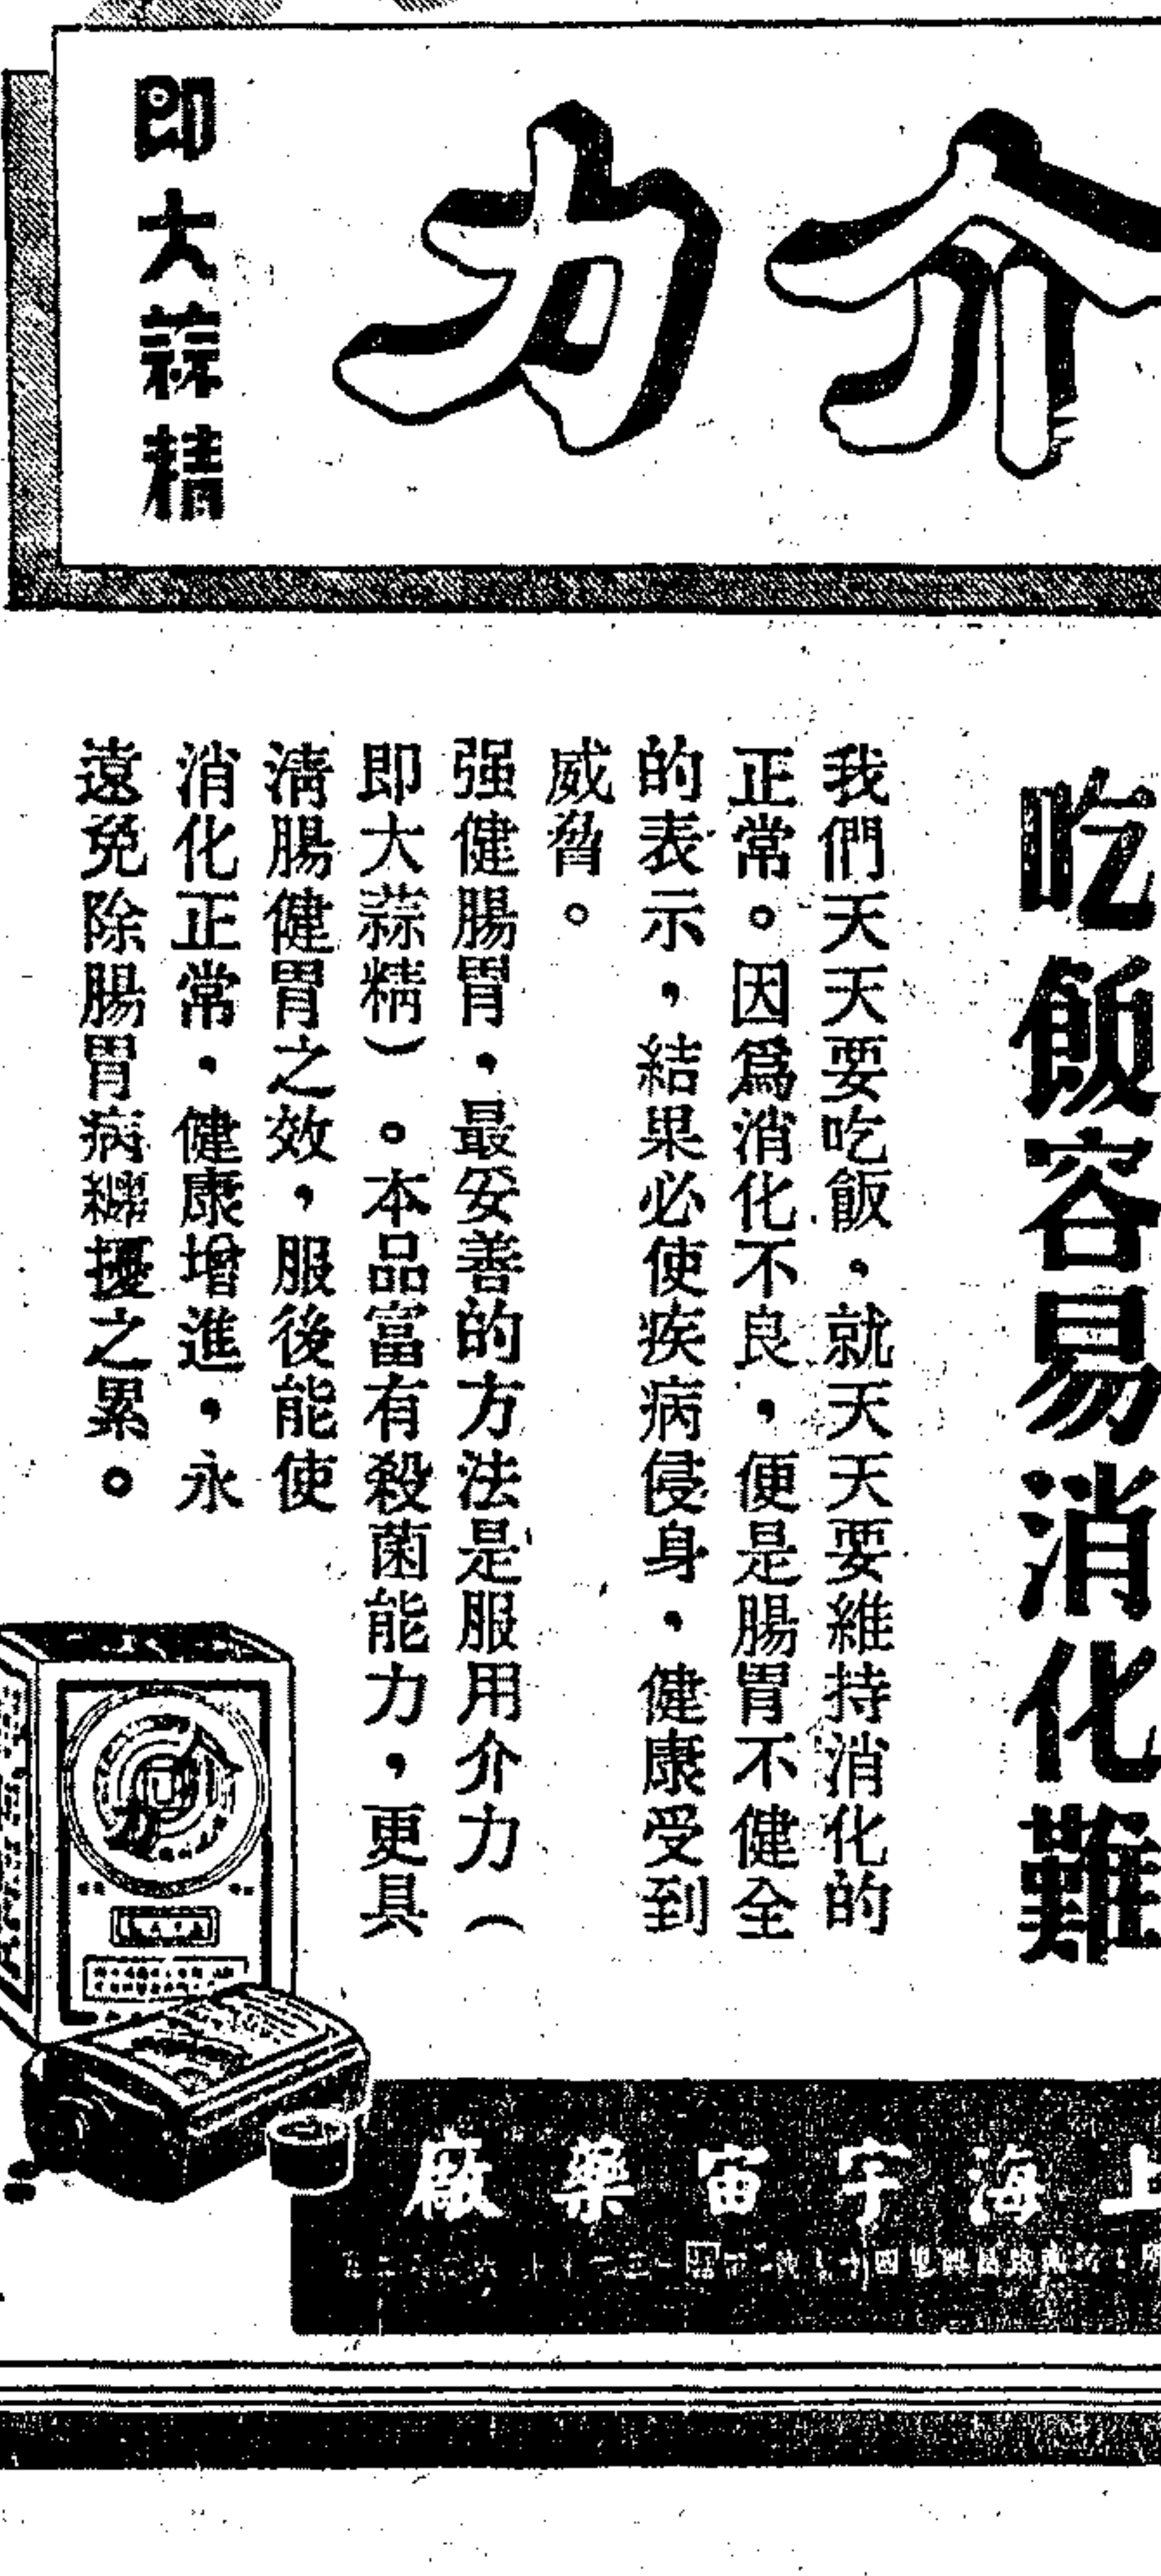 介力
即大蒜精
吃飯容易消化難
我們天天要吃飯，就天天要維持消化的
正常。因爲消化不良，便是腸胃不健全
的表示，結果必使疾病侵身，健康受到
威脅。
强健腸胃，最安善的方法是服用介力（
即大蒜精）。本品富有殺菌能力，更具
淸腸健胃之效，服後能使
消化正常，健康增進，永
遠免除腸胃病糾擾之累。
介力
上海宇宙藥廠